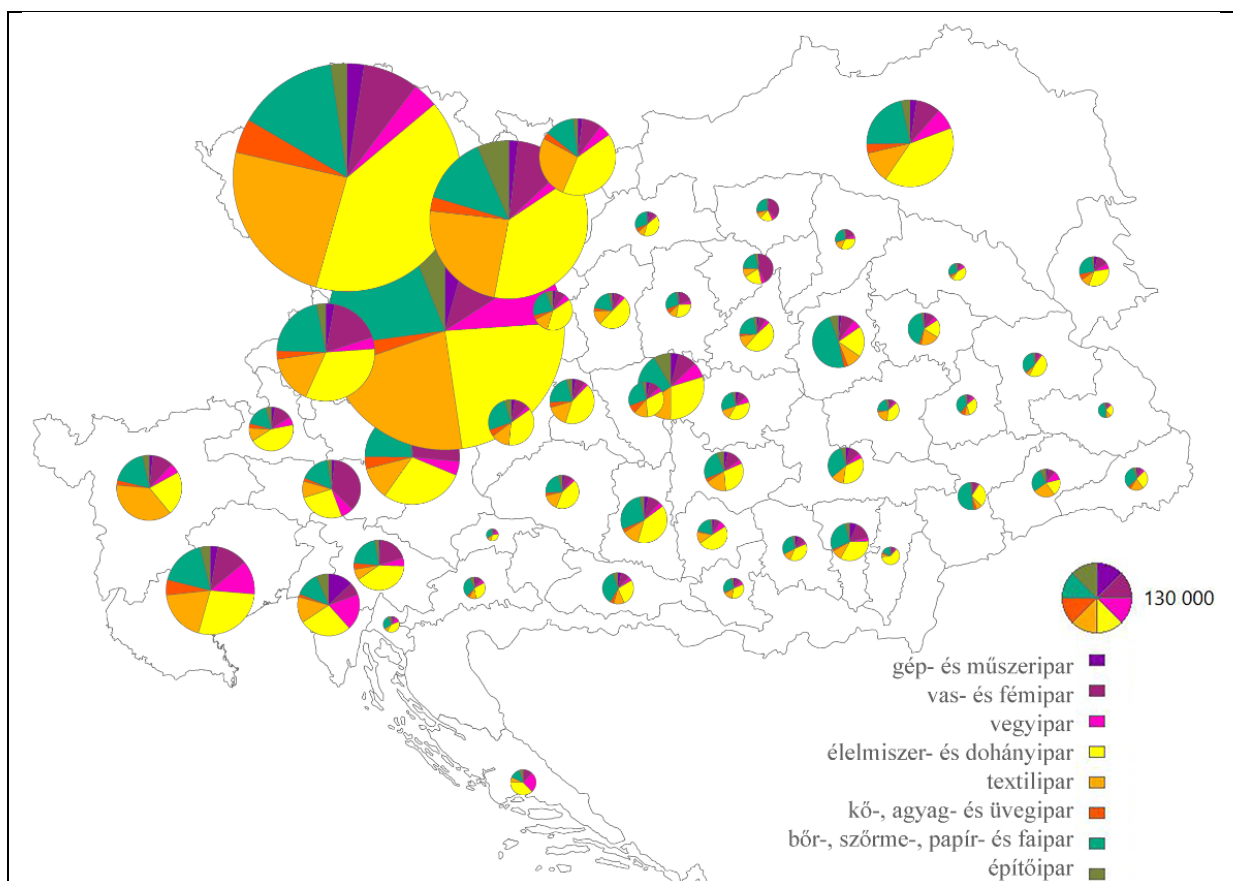 130 000
gép- és műszeripar
vas- és fémipar
vegyipar
élelmiszer- és dohányipar
textilipar
kő-, agyag- és üvegipar
bőr-, szőrme-, papír- és faipar
építőipar